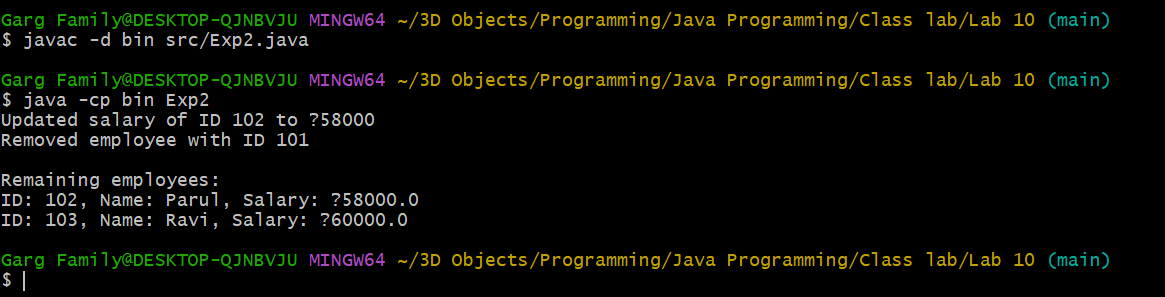 Garg Family@DESKTOP-QJNBVJU MINGW64 ~/3D Objects/Programming/Java Programming/Class lab/Lab 10 (main)
$ javac -d bin src/Exp2.java
Garg Family@DESKTOP-QJNBVJU MINGW64 ~/3D Objects/Programming/Java Programming/Class lab/Lab 10 (main)
$ java -cp bin Exp2
Updated salary of ID 102 to ?58000
Removed employee with ID 101
Remaining employees:
ID: 102, Name: Parul, Salary: ?58000.0
ID: 103, Name: Ravi, Salary: ?60000.0
Garg Family@DESKTOP-QJNBVJU MINGW64 ~/3D Objects/Programming/Java Programming/Class lab/Lab 10 (main)
$